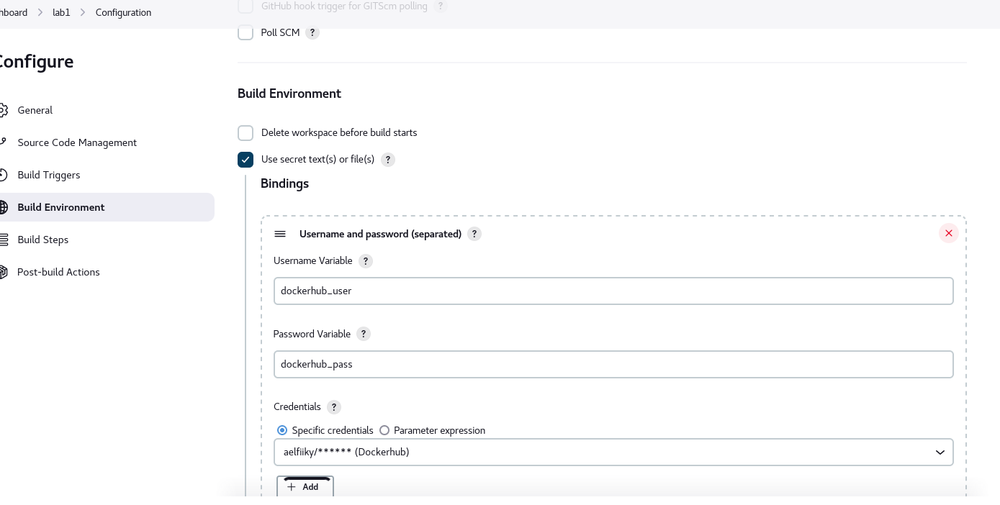 hboard > lab1 > Configuration
GitHub hook trigger for GITScm polling ?
Poll SCM ?
Configure
General
Source Code Management
Build Triggers
Build Environment
Build Steps
Post-build Actions
Build Environment
Delete workspace before build starts
Use secret text(s) or file(s) ?
Bindings
Username and password (separated) ?
Username Variable ?
dockerhub_user
Password Variable ?
dockerhub_pass
Credentials ?
Specific credentials Parameter expression
aelfiiky/****** (Dockerhub)
+ Add